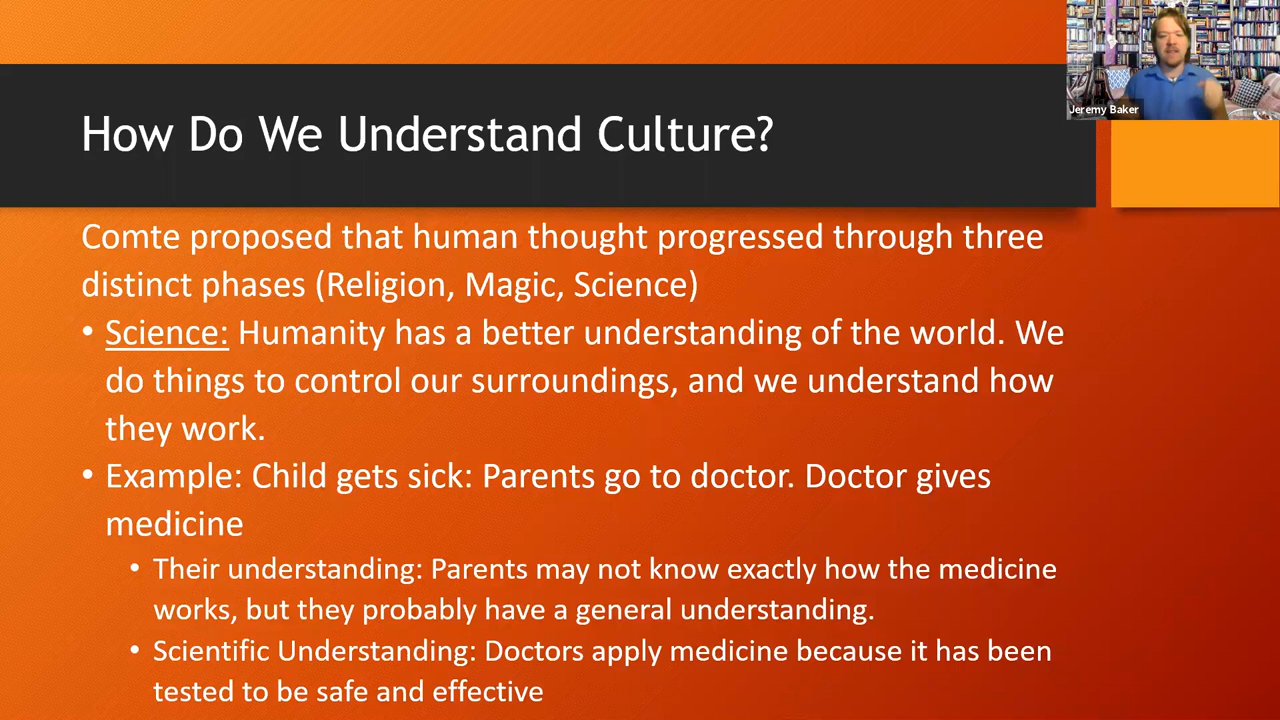 Jeremy Baker
How Do We Understand Culture?
Comte proposed that human thought progressed through three
distinct phases (Religion, Magic, Science)
• Science: Humanity has a better understanding of the world. We
do things to control our surroundings, and we understand how
they work.
• Example: Child gets sick: Parents go to doctor. Doctor gives
medicine
• Their understanding: Parents may not know exactly how the medicine
works, but they probably have a general understanding.
• Scientific Understanding: Doctors apply medicine because it has been
tested to be safe and effective